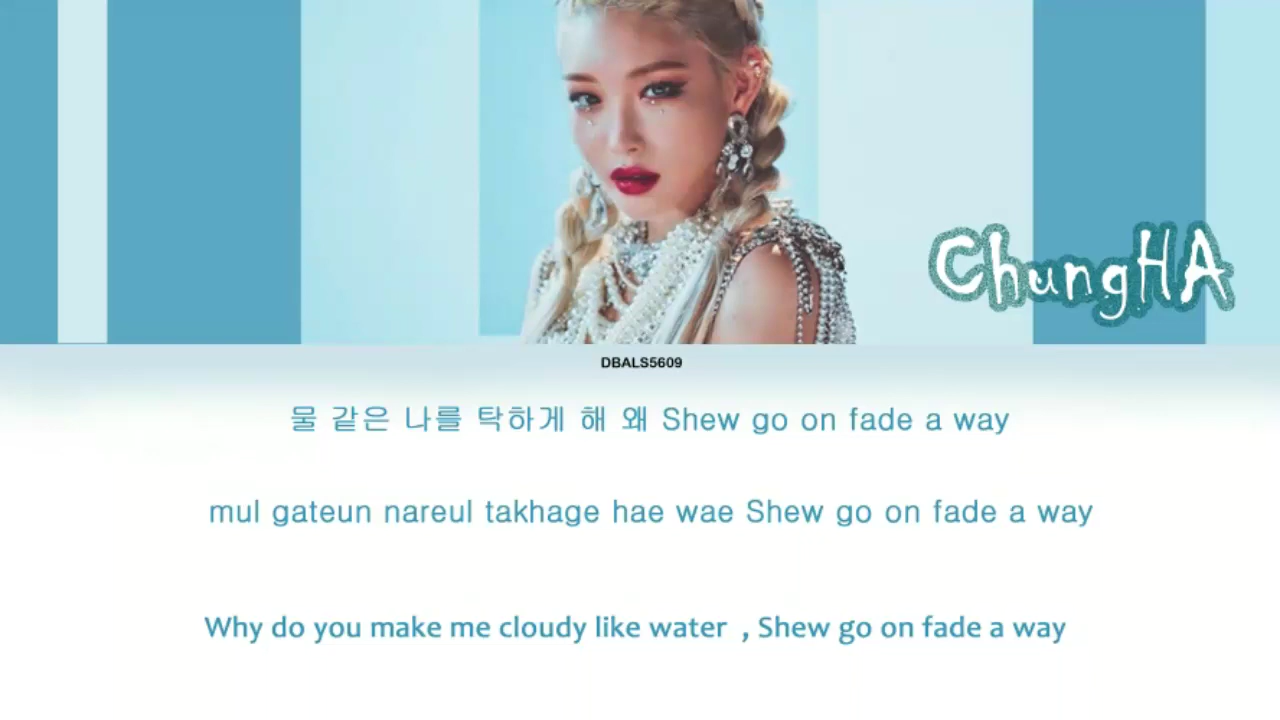 ChungHA
DBALS5609
물 같은 나를 탁하게 해 왜 Shew go on fade a way
mul gateun nareul takhage hae wae Shew go on fade a way
Why do you make me cloudy like water , Shew go on fade a way